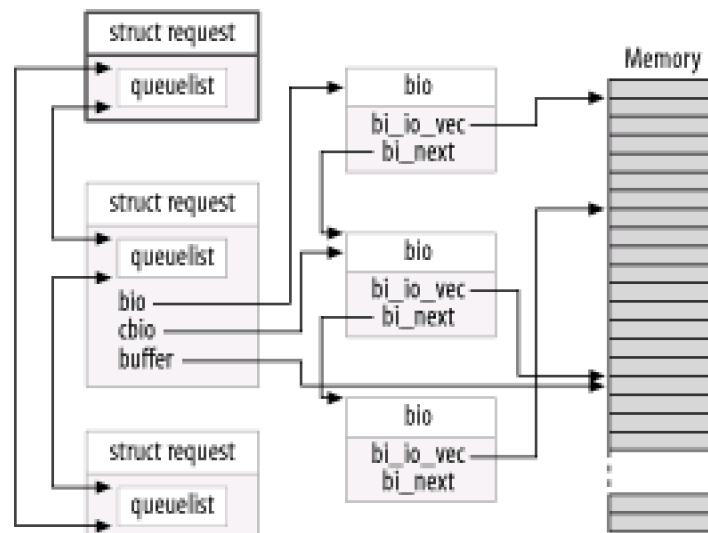 struct request
queuelist
struct request
queuelist
bio
cbio
buffer
struct request
queuelist
bio
bi_io_vec
bi_next
bio
bi_io_vec
bi_next
bio
bi_io_vec
bi_next
Memory